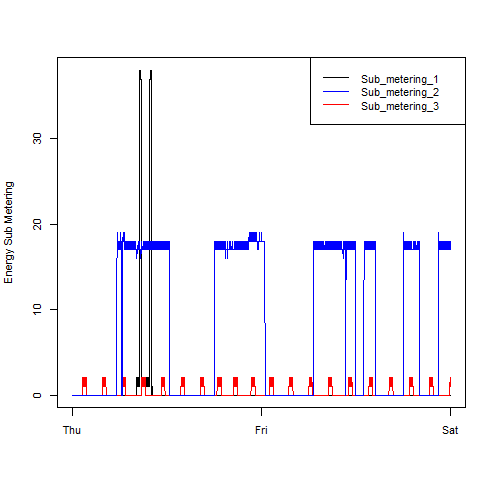 Sub_metering_1
Sub_metering_2
Sub_metering_3
Energy Sub Metering
30
20
10
0
Thu
Fri
Sat